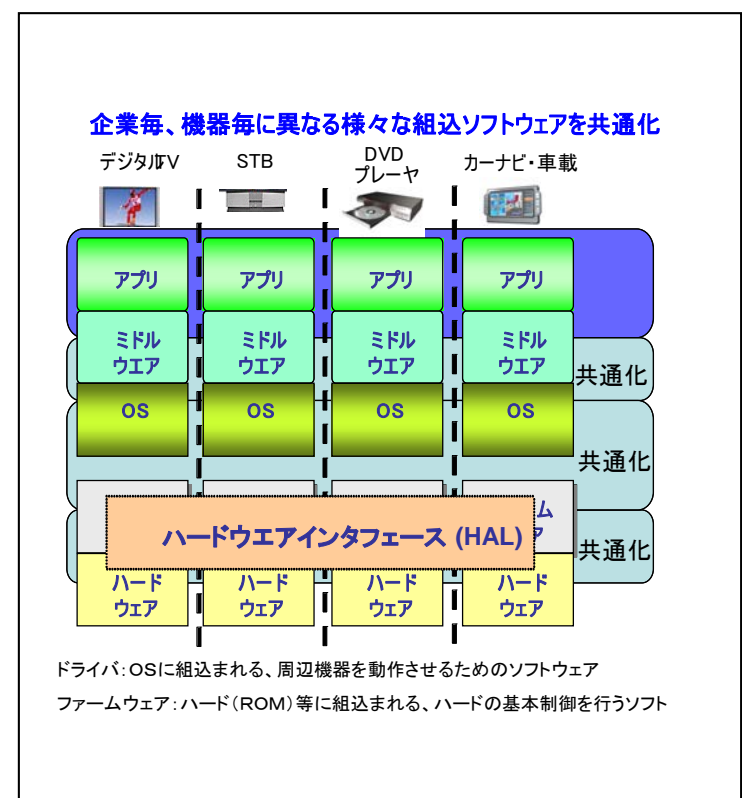 企業毎、機器毎に異なる様々な組込ソフトウェアを共通化
デジタルTV
STB
DVD
プレーヤ
カーナビ・車載
アプリ
アプリ
アプリ
アプリ
ミドル
ウエア
ミドル
ウエア
ミドル
ウエア
ミドル
ウエア
共通化
OS
OS
OS
OS
共通化
ム
ア
ハードウエアインタフェース (HAL)
共通化
ハード
ウェア
ハード
ウェア
ハード
ウェア
ハード
ウェア
ドライバ：OSに組込まれる、周辺機器を動作させるためのソフトウェア
ファームウェア：ハード（ROM）等に組込まれる、ハードの基本制御を行うソフト